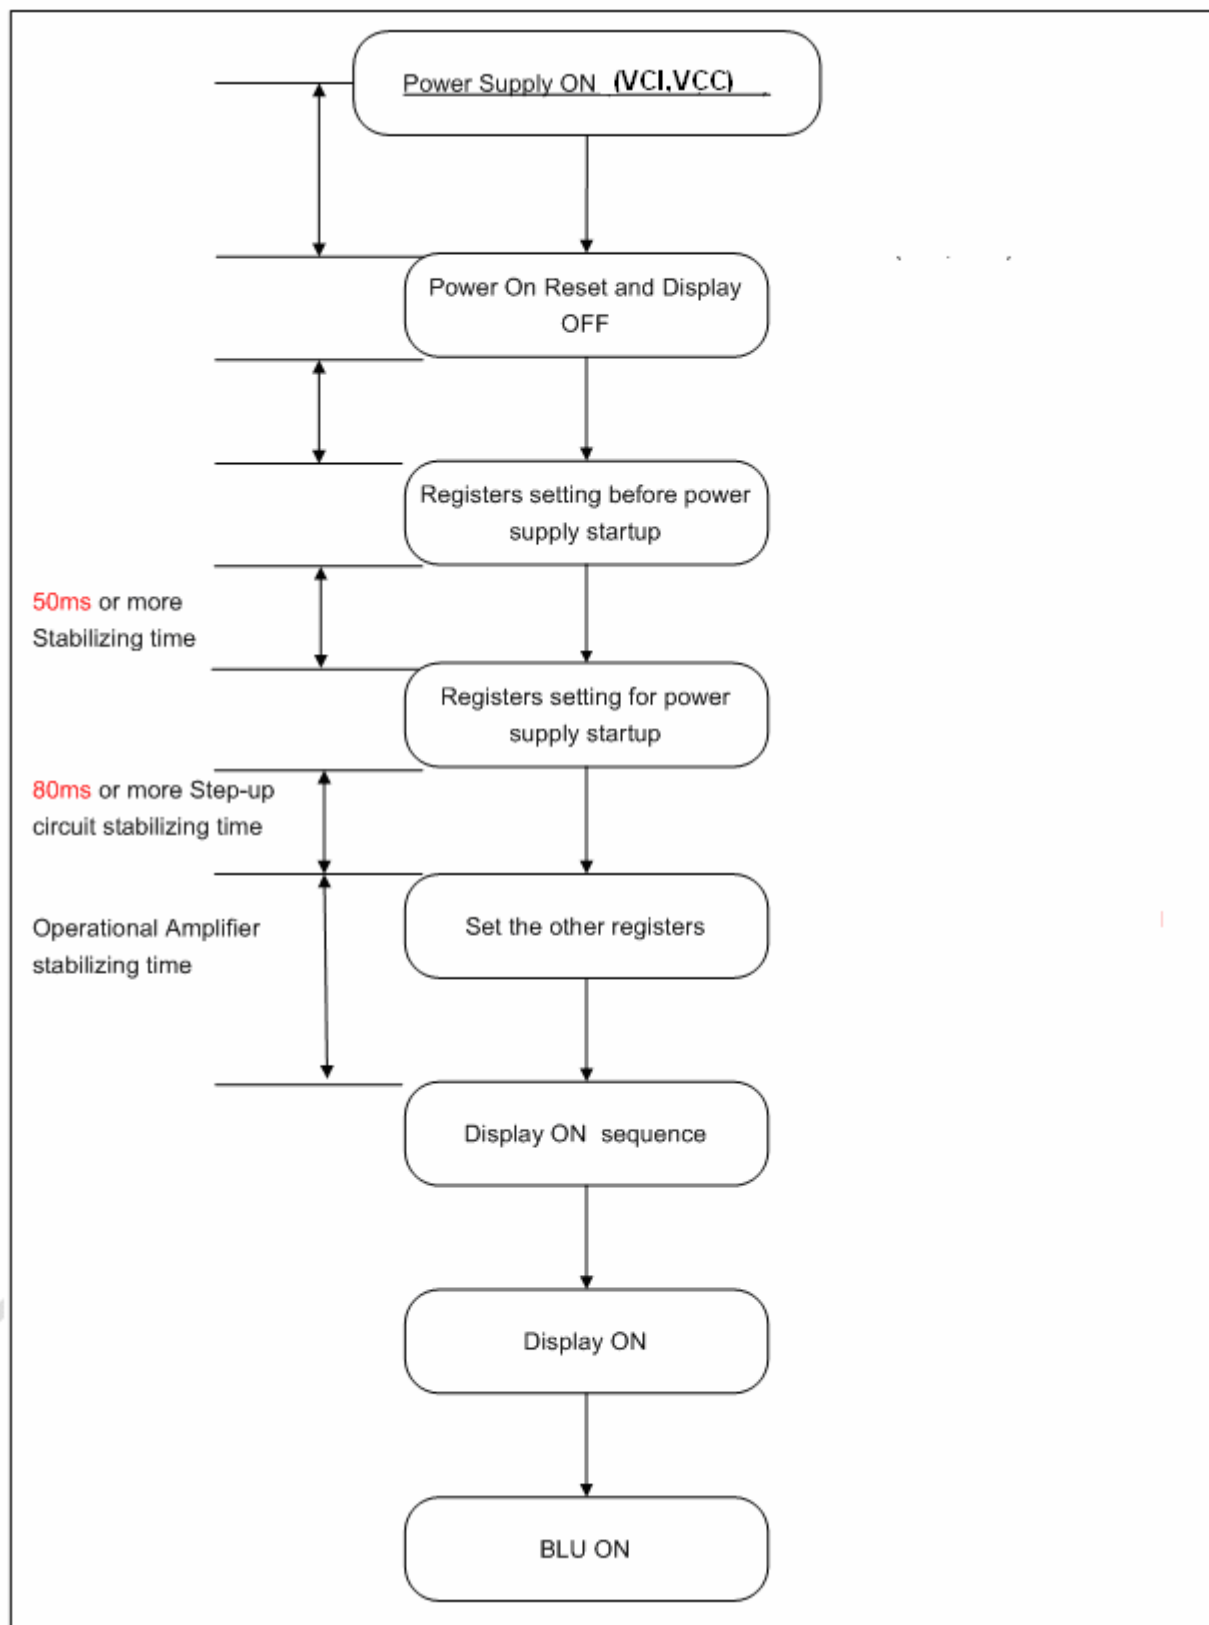 Power Supply ON (VCI,VCC)
Power On Reset and Display
OFF
Registers setting before power
supply startup
50ms or more
Stabilizing time
Registers setting for power
supply startup
80ms or more Step-up
circuit stabilizing time
Set the other registers
Operational Amplifier
stabilizing time
Display ON sequence
Display ON
BLU ON